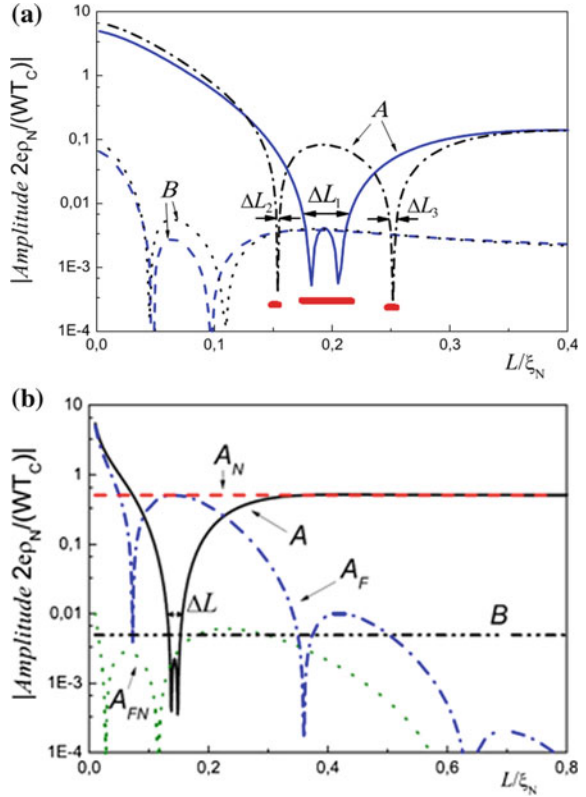 (a)
|Amplitude 2eρN/(WTC)|
10
1
0,1
0,01
1E-3
1E-4
A
B
ΔL2
ΔL1
ΔL3
0,0 0,1 0,2 0,3 0,4
L/ξN
(b)
|Amplitude 2eρN/(WTC)|
10
1
0,1
0,01
1E-3
1E-4
AN
A
AF
ΔL
B
AFN
0,0 0,2 0,4 0,6 0,8
L/ξN